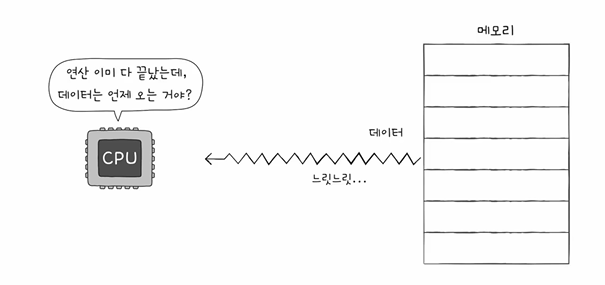 메모리
연산 이미 다 끝났는데,
데이터는 언제 오는 거야?
데이터
CPU
느릿느릿...